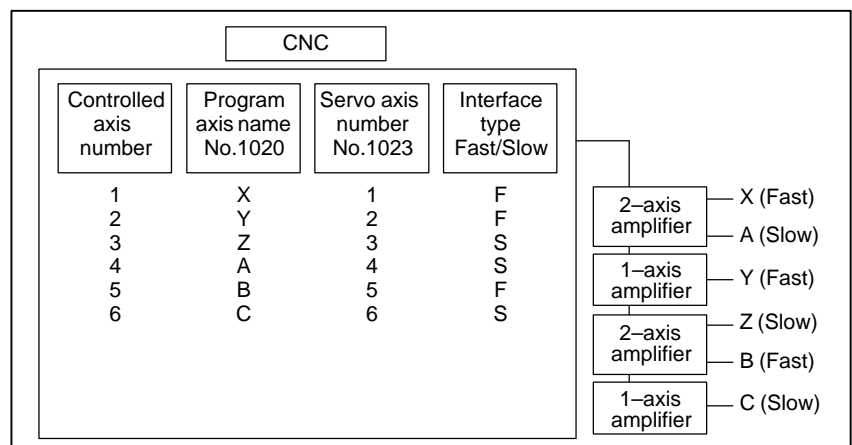 CNC
Controlled
axis
number
Program
axis name
No.1020
Servo axis
number
No.1023
Interface
type
Fast/Slow
1 X 1 F
2 Y 2 F
3 Z 3 S
4 A 4 S
5 B 5 F
6 C 6 S
2–axis
amplifier
X (Fast)
A (Slow)
1–axis
amplifier
Y (Fast)
2–axis
amplifier
Z (Slow)
B (Fast)
1–axis
amplifier
C (Slow)